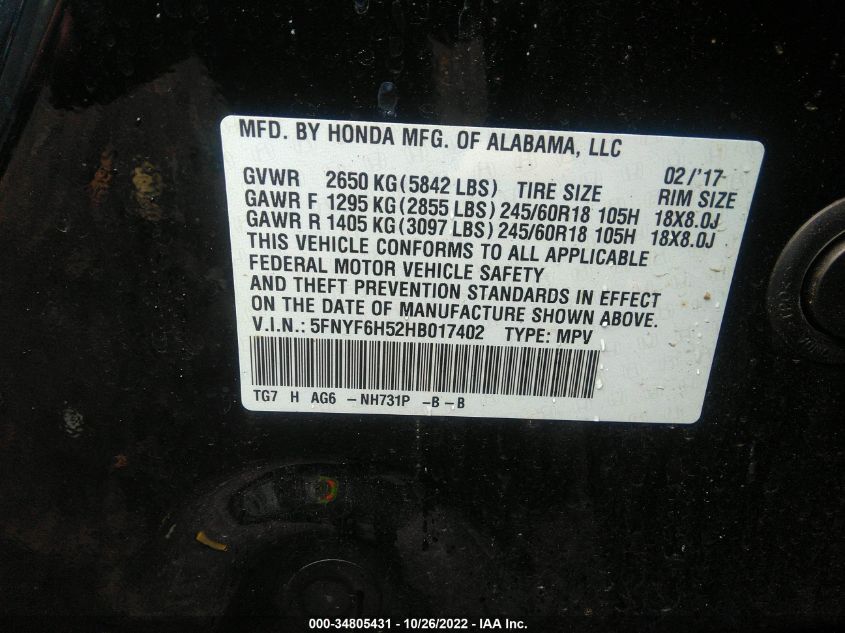 MFD. BY HONDA MFG. OF ALABAMA, LLC
GVWR 2650 KG (5842 LBS) TIRE SIZE 02/'17 RIM SIZE
GAWR F 1295 KG (2855 LBS) 245/60R18 105H 18X8.0J
GAWR R 1405 KG (3097 LBS) 245/60R18 105H 18X8.0J
THIS VEHICLE CONFORMS TO ALL APPLICABLE
FEDERAL MOTOR VEHICLE SAFETY
AND THEFT PREVENTION STANDARDS IN EFFECT
ON THE DATE OF MANUFACTURE SHOWN ABOVE.
V.I.N.: 5FNYF6H52HB017402 TYPE: MPV
TG7 H AG6 -NH731P -B-B
000-34805431 - 10/26/2022 - IAA Inc.